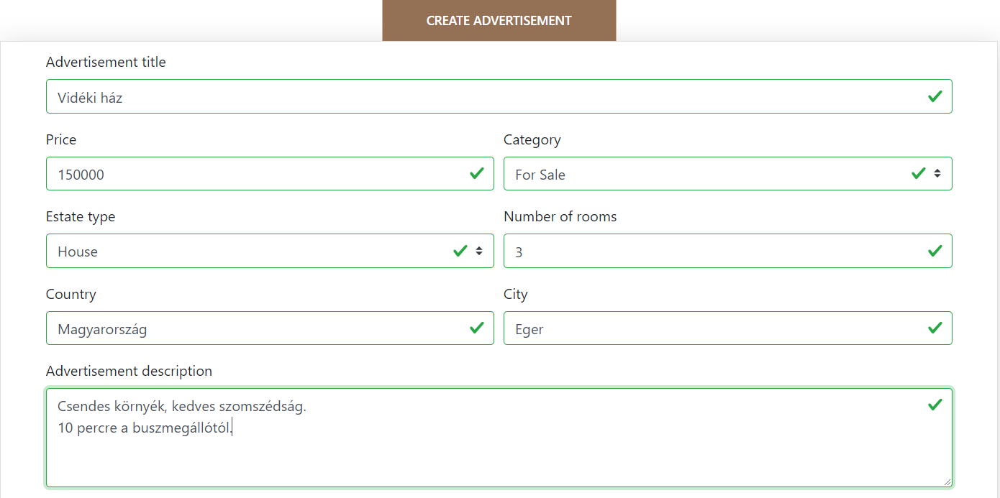 CREATE ADVERTISEMENT
Advertisement title
Vidéki ház
Price
Category
150000
For Sale
Estate type
Number of rooms
House
3
Country
City
Magyarország
Eger
Advertisement description
Csendes környék, kedves szomszédság.
10 percre a buszmegállótól.